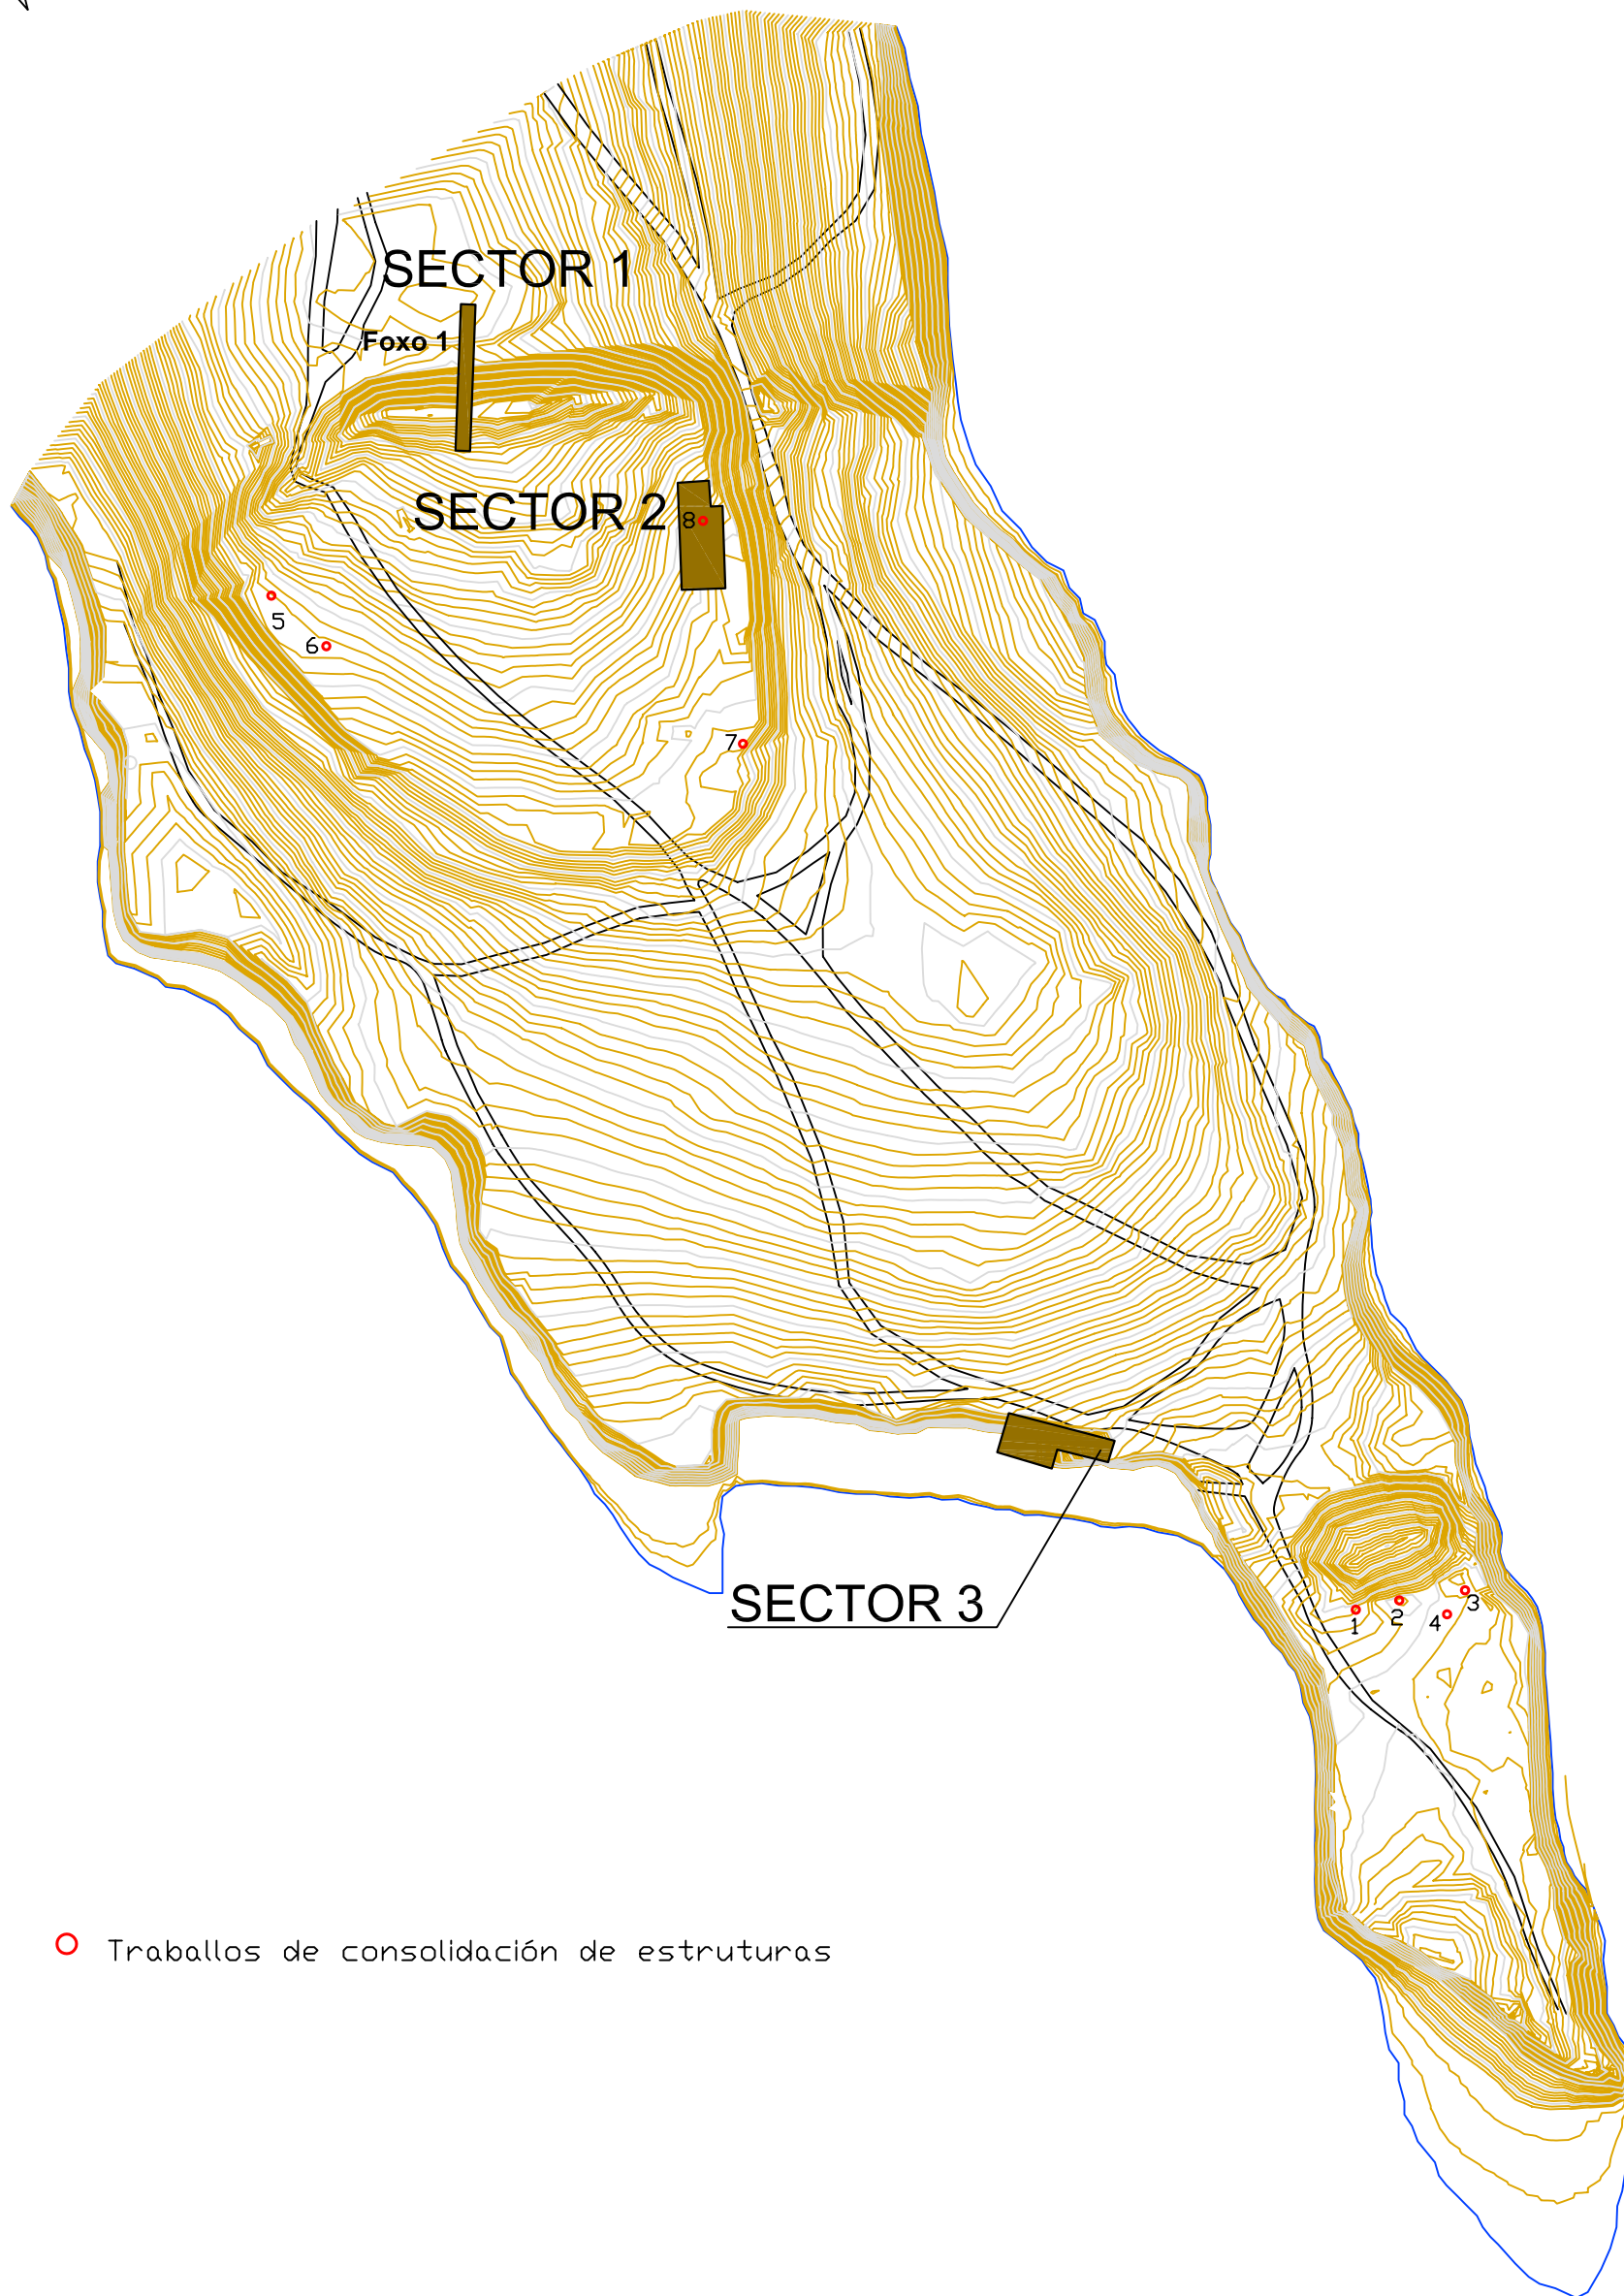 SECTOR 1
Foxo 1
SECTOR 2
8
5
6
7
SECTOR 3
3
2
1
4
Traballos de consolidación de estruturas